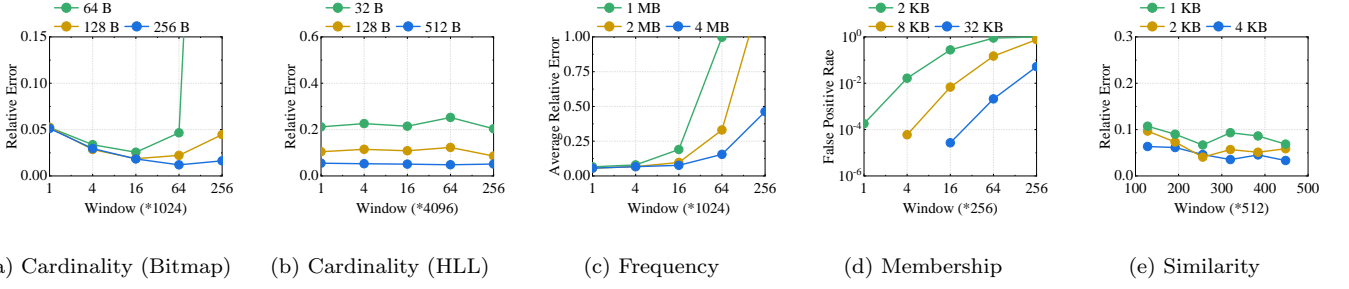 64 B
128 B 256 B
0.15
0.10
0.05
0.00
Relative Error
1 4 16 64 256
Window (*1024)
a) Cardinality (Bitmap)
32 B
128 B 512 B
0.6
0.4
0.2
0.0
Relative Error
1 4 16 64 256
Window (*4096)
(b) Cardinality (HLL)
1 MB
2 MB 4 MB
1.00
0.75
0.50
0.25
0.00
Average Relative Error
1 4 16 64 256
Window (*1024)
(c) Frequency
2 KB
8 KB 32 KB
10^0
10^-2
10^-4
10^-6
False Positive Rate
1 4 16 64 256
Window (*256)
(d) Membership
1 KB
2 KB 4 KB
0.3
0.2
0.1
0.0
Relative Error
100 200 300 400 500
Window (*512)
(e) Similarity